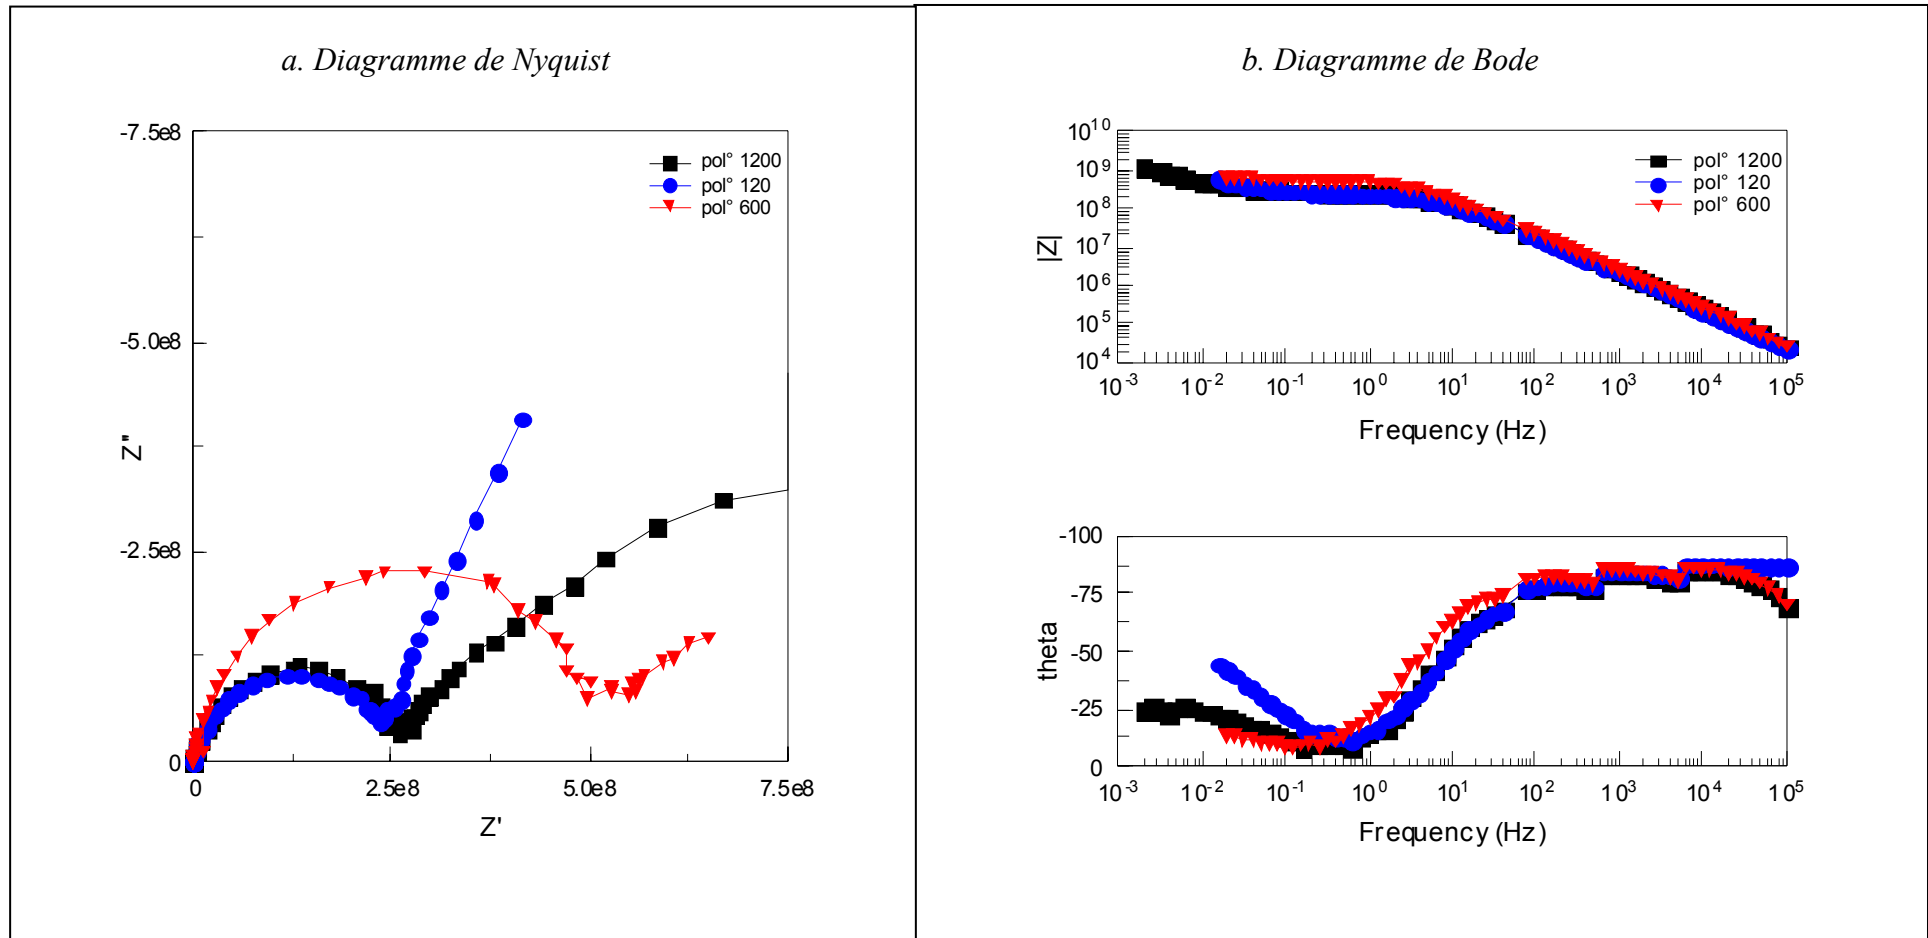 a. Diagramme de Nyquist
-7.5e8
-5.0e8
-2.5e8
0
Z''
pol° 1200
pol° 120
pol° 600
0
2.5e8
5.0e8
7.5e8
Z'
b. Diagramme de Bode
10^10
10^9
10^8
10^7
10^6
10^5
10^4
|Z|
pol° 1200
pol° 120
pol° 600
10^-3
10^-2
10^-1
10^0
10^1
10^2
10^3
10^4
10^5
Frequency (Hz)
-100
-75
-50
-25
0
theta
10^-3
10^-2
10^-1
10^0
10^1
10^2
10^3
10^4
10^5
Frequency (Hz)